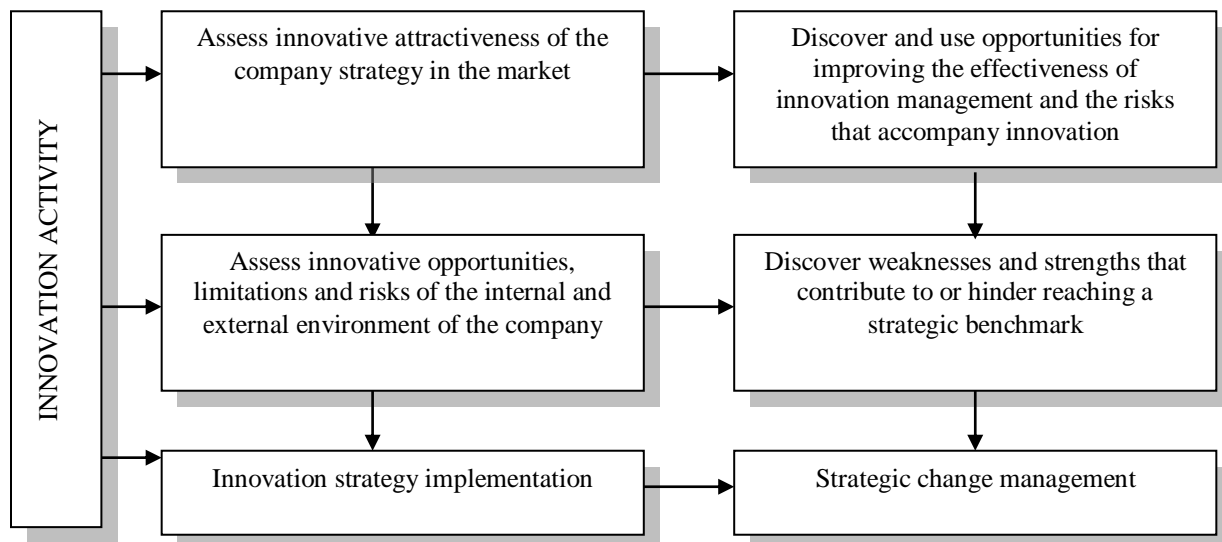 INNOVATION ACTIVITY
Assess innovative attractiveness of the
company strategy in the market
Discover and use opportunities for
improving the effectiveness of
innovation management and the risks
that accompany innovation
Assess innovative opportunities,
limitations and risks of the internal and
external environment of the company
Discover weaknesses and strengths that
contribute to or hinder reaching a
strategic benchmark
Innovation strategy implementation
Strategic change management